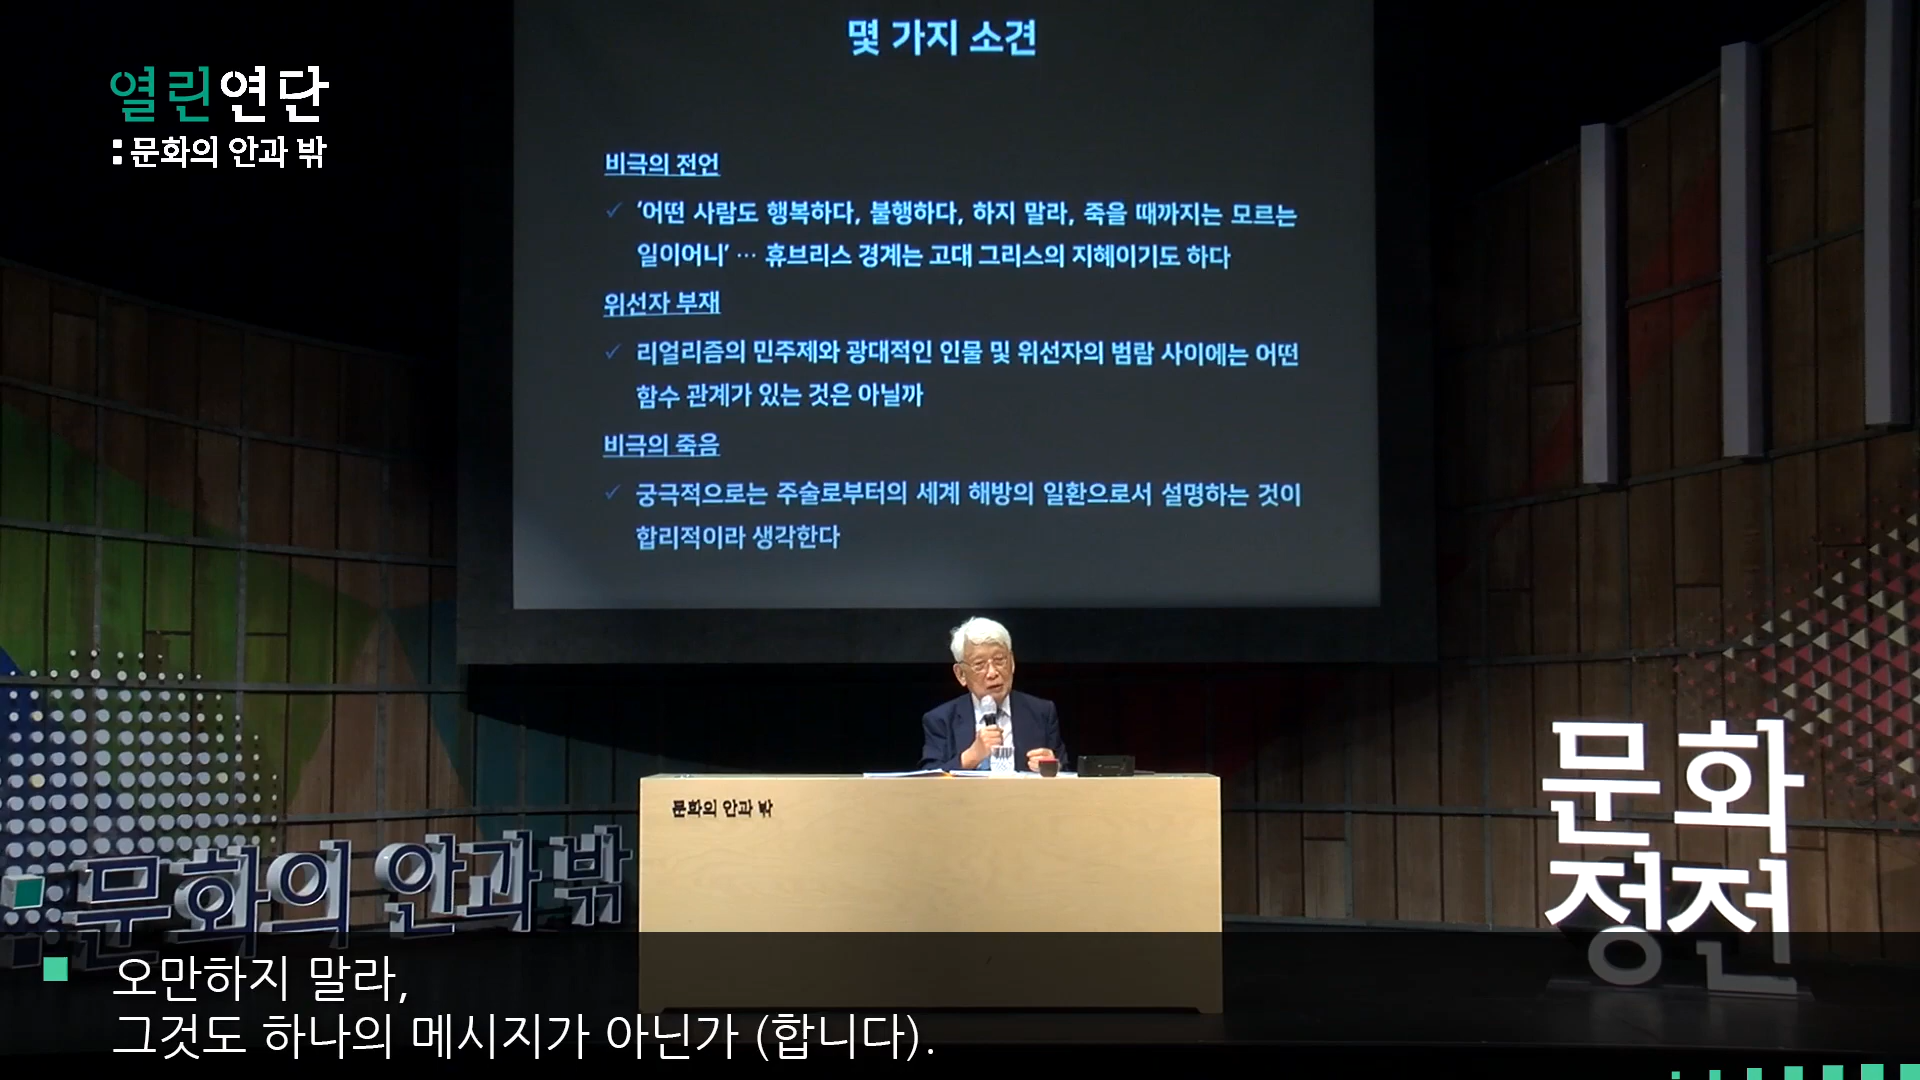 열린연단
:문화의 안과 밖
몇 가지 소견
비극의 전언
✓ '어떤 사람도 행복하다, 불행하다, 하지 말라, 죽을 때까지는 모르는
일이어니' ··· 휴브리스 경계는 고대 그리스의 지혜이기도 하다
위선자 부재
✓ 리얼리즘의 민주제와 광대적인 인물 및 위선자의 범람 사이에는 어떤
함수 관계가 있는 것은 아닐까
비극의 죽음
✓ 궁극적으로는 주술로부터의 세계 해방의 일환으로서 설명하는 것이
합리적이라 생각한다
문화의 안과 밖
:문화의 안과 밖
문화
정전
오만하지 말라,
그것도 하나의 메시지가 아닌가 (합니다).